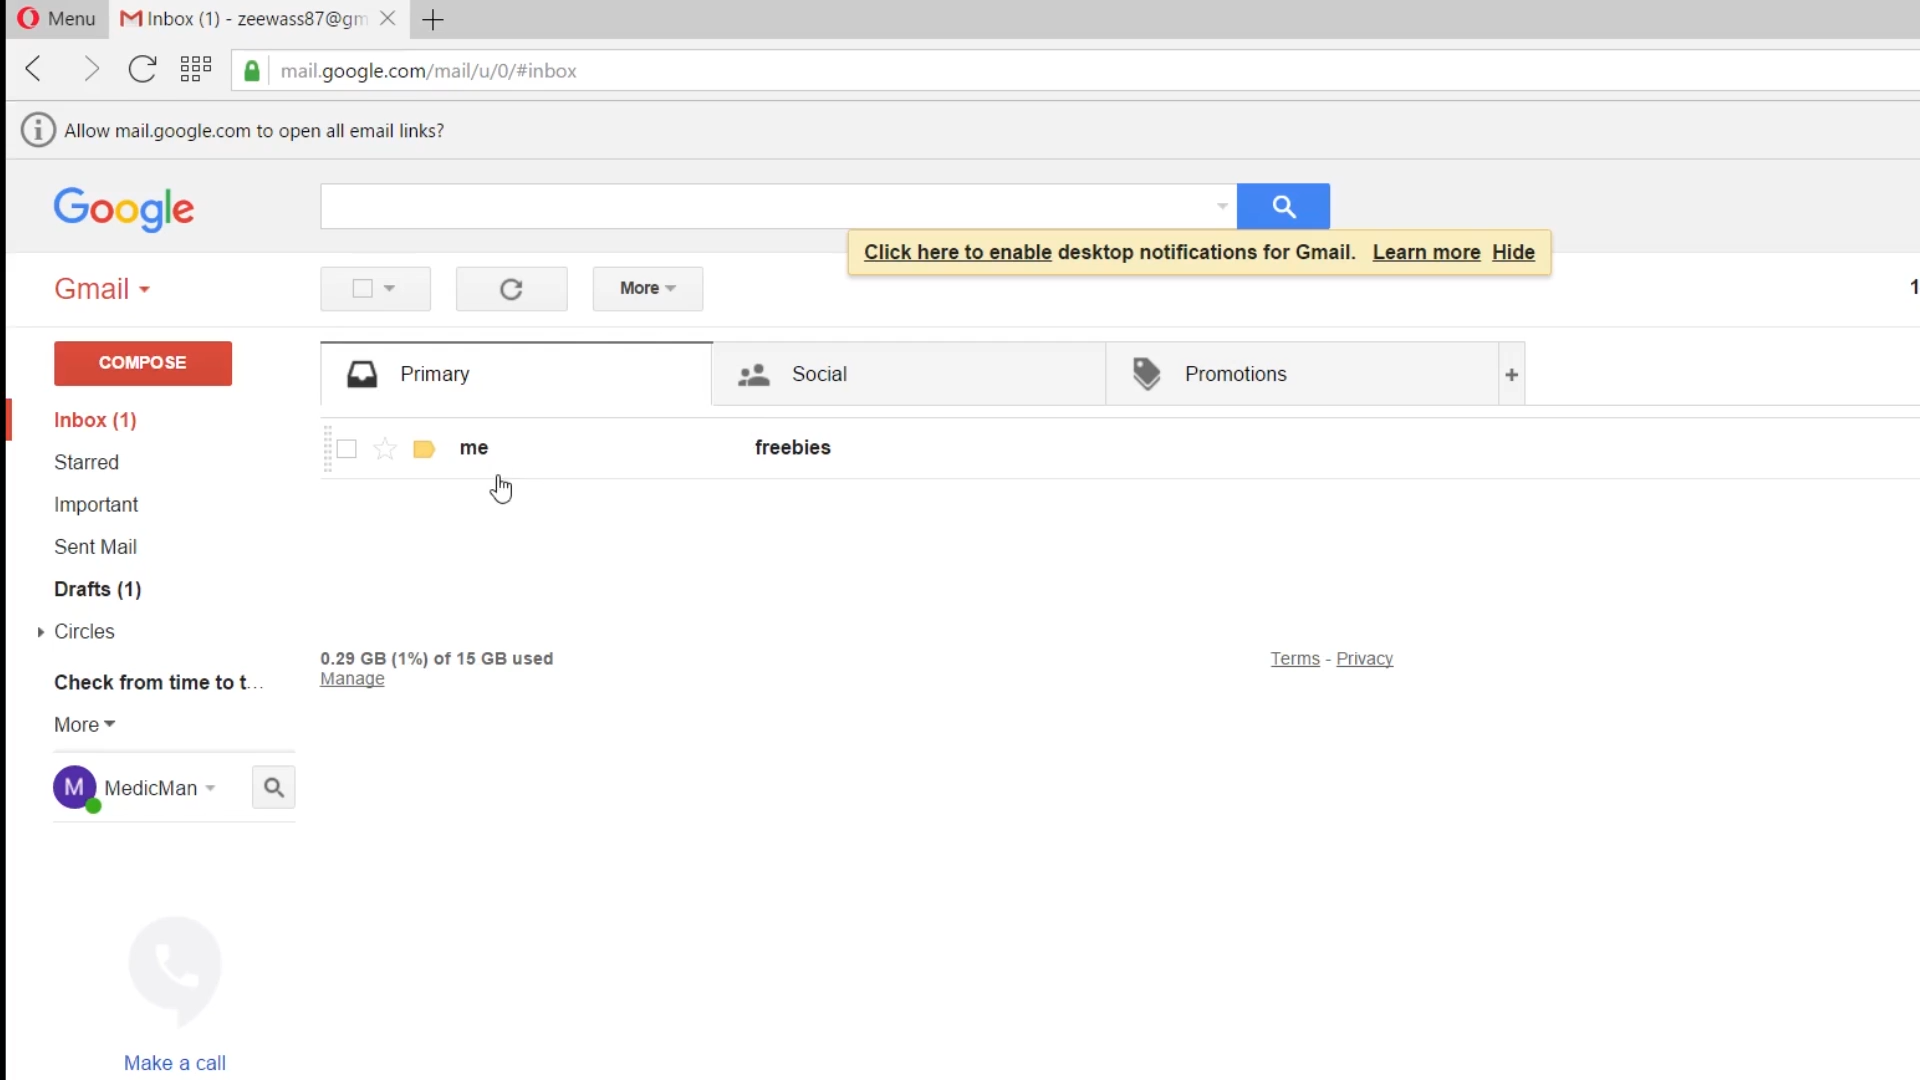 Menu
Inbox (1) - zeewass87@gm
mail.google.com/mail/u/0/#inbox
Allow mail.google.com to open all email links?
Google
Click here to enable desktop notifications for Gmail. Learn more Hide
Gmail
More
1
COMPOSE
Primary
Social
Promotions
+
Inbox (1)
me
freebies
Starred
Important
Sent Mail
Drafts (1)
Circles
0.29 GB (1%) of 15 GB used
Manage
Terms - Privacy
Check from time to t...
More
M
MedicMan
Make a call